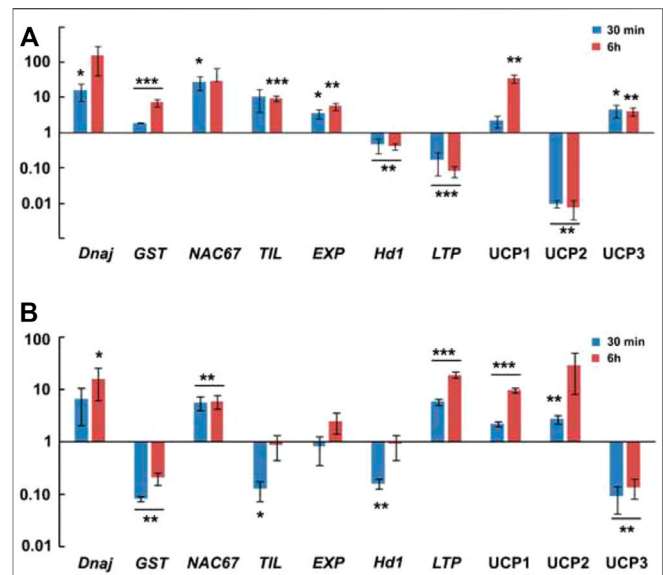 A
30 min
6h
100
10
1
0.10
0.01
* *** * *** * ** ** * **
** *** **
Dnaj GST NAC67 TIL EXP Hd1 LTP UCP1 UCP2 UCP3
B
30 min
6h
100
10
1
0.10
0.01
* ** *** *** **
** * ** **
Dnaj GST NAC67 TIL EXP Hd1 LTP UCP1 UCP2 UCP3